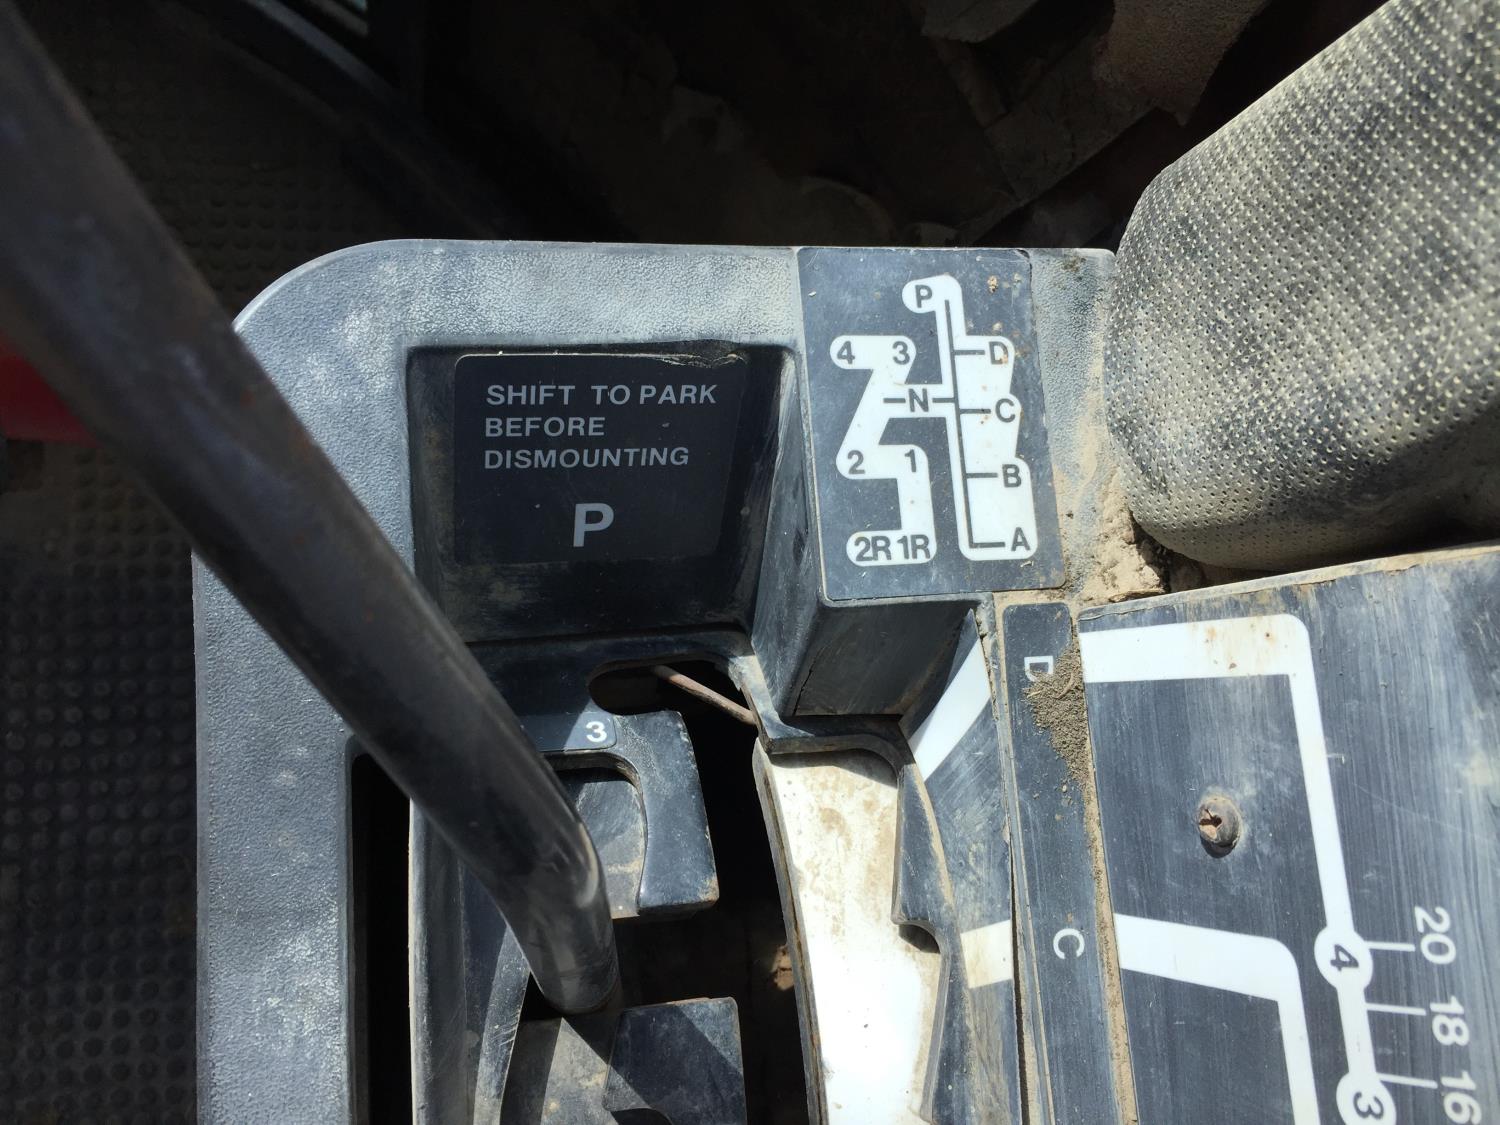 SHIFT TO PARK
BEFORE
DISMOUNTING
P
P
4 3 D
N C
2 1 B
2R 1R A
3
D
C
4
3
20
18
16